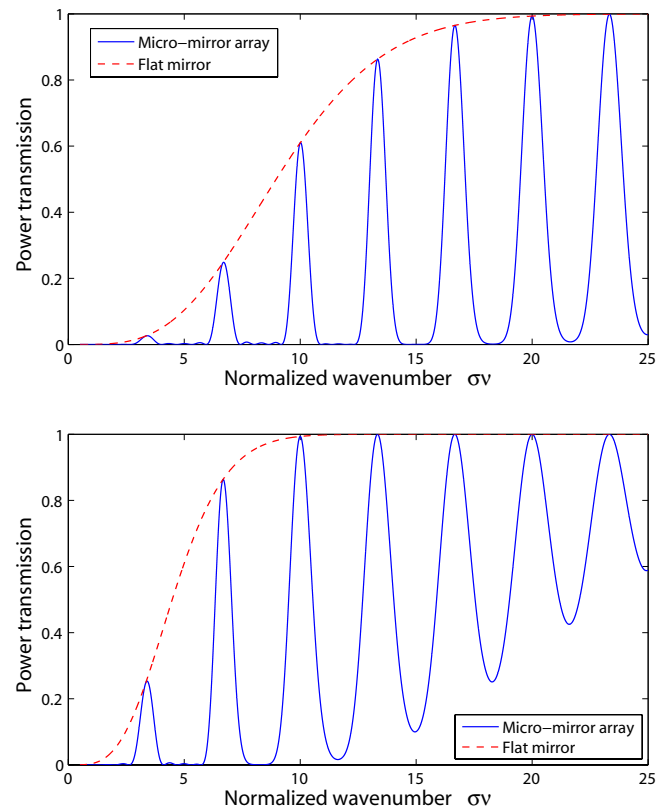 1
0.8
0.6
0.4
0.2
0
Power transmission
Micro−mirror array
Flat mirror
0 5 10 15 20 25
Normalized wavenumber σν
1
0.8
0.6
0.4
0.2
0
Power transmission
Micro−mirror array
Flat mirror
0 5 10 15 20 25
Normalized wavenumber σν